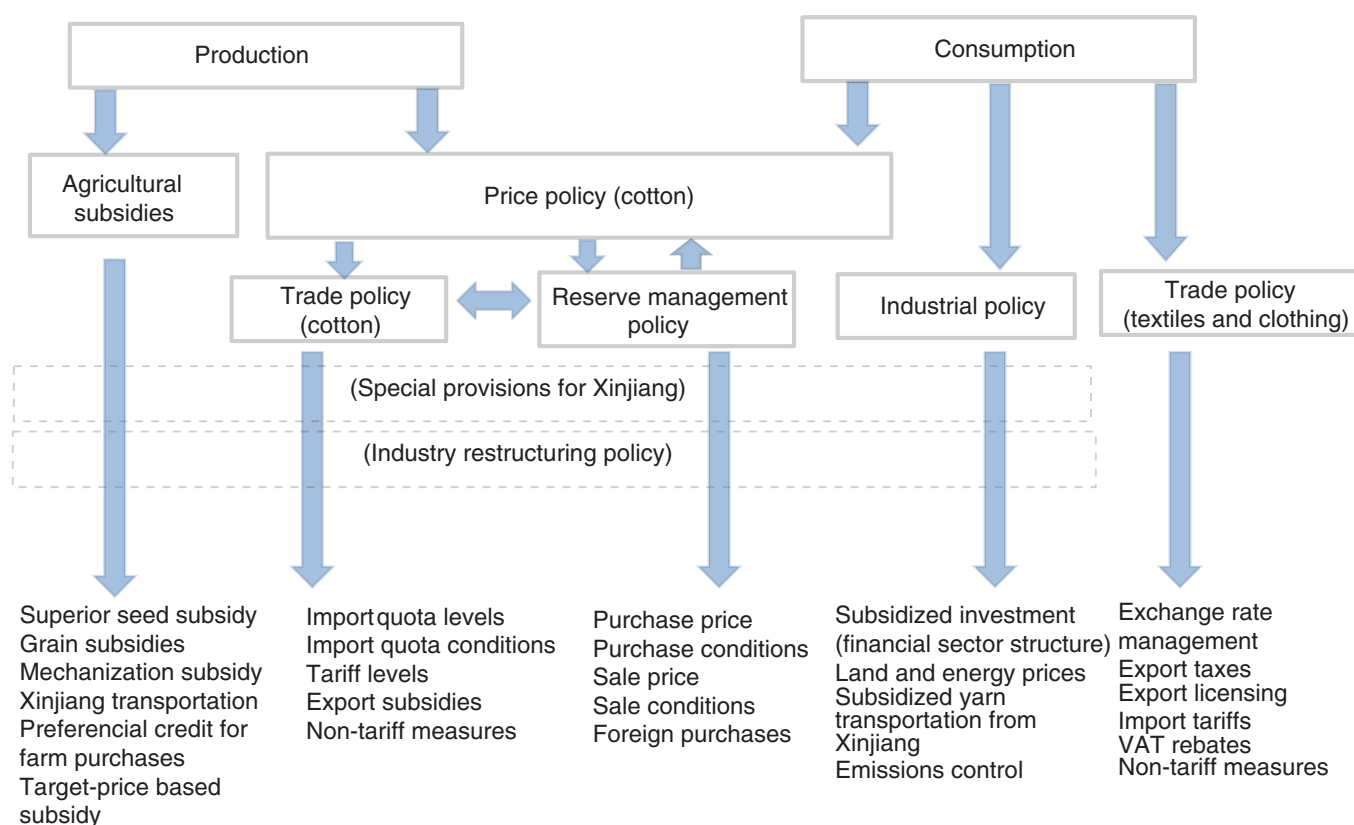 Production
Consumption
Agricultural
subsidies
Price policy (cotton)
Trade policy
(cotton)
Reserve management
policy
Industrial policy
Trade policy
(textiles and clothing)
(Special provisions for Xinjiang)
(Industry restructuring policy)
Superior seed subsidy
Grain subsidies
Mechanization subsidy
Xinjiang transportation
Preferencial credit for
farm purchases
Target-price based
subsidy
Import quota levels
Import quota conditions
Tariff levels
Export subsidies
Non-tariff measures
Purchase price
Purchase conditions
Sale price
Sale conditions
Foreign purchases
Subsidized investment
(financial sector structure)
Land and energy prices
Subsidized yarn
transportation from
Xinjiang
Emissions control
Exchange rate
management
Export taxes
Export licensing
Import tariffs
VAT rebates
Non-tariff measures